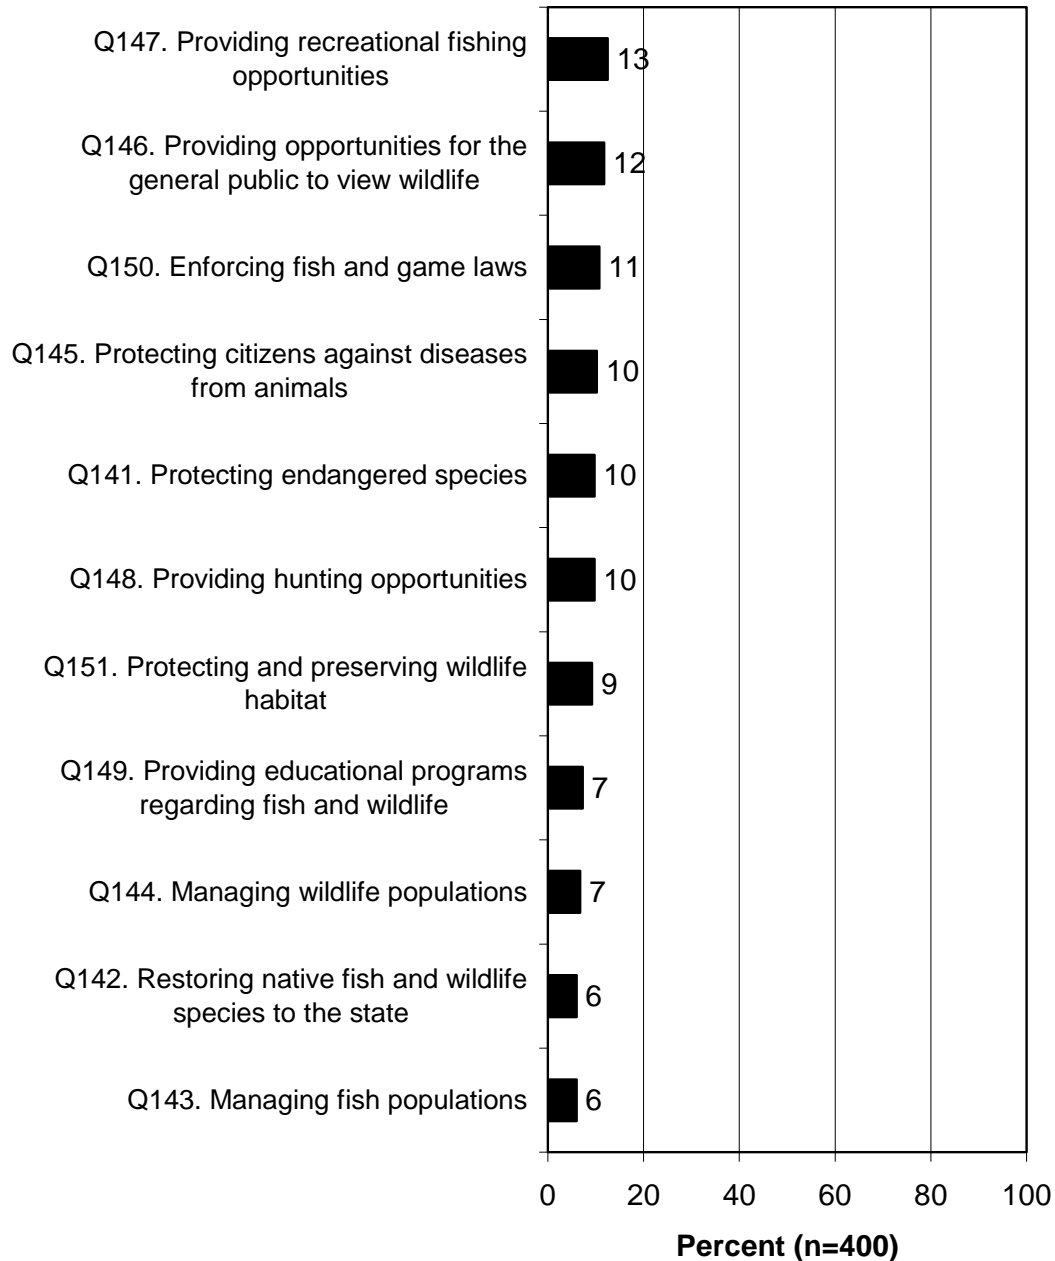 Q147. Providing recreational fishing
opportunities
13
Q146. Providing opportunities for the
general public to view wildlife
12
Q150. Enforcing fish and game laws
11
Q145. Protecting citizens against diseases
from animals
10
Q141. Protecting endangered species
10
Q148. Providing hunting opportunities
10
Q151. Protecting and preserving wildlife
habitat
9
Q149. Providing educational programs
regarding fish and wildlife
7
Q144. Managing wildlife populations
7
Q142. Restoring native fish and wildlife
species to the state
6
Q143. Managing fish populations
6
0 20 40 60 80 100
Percent (n=400)